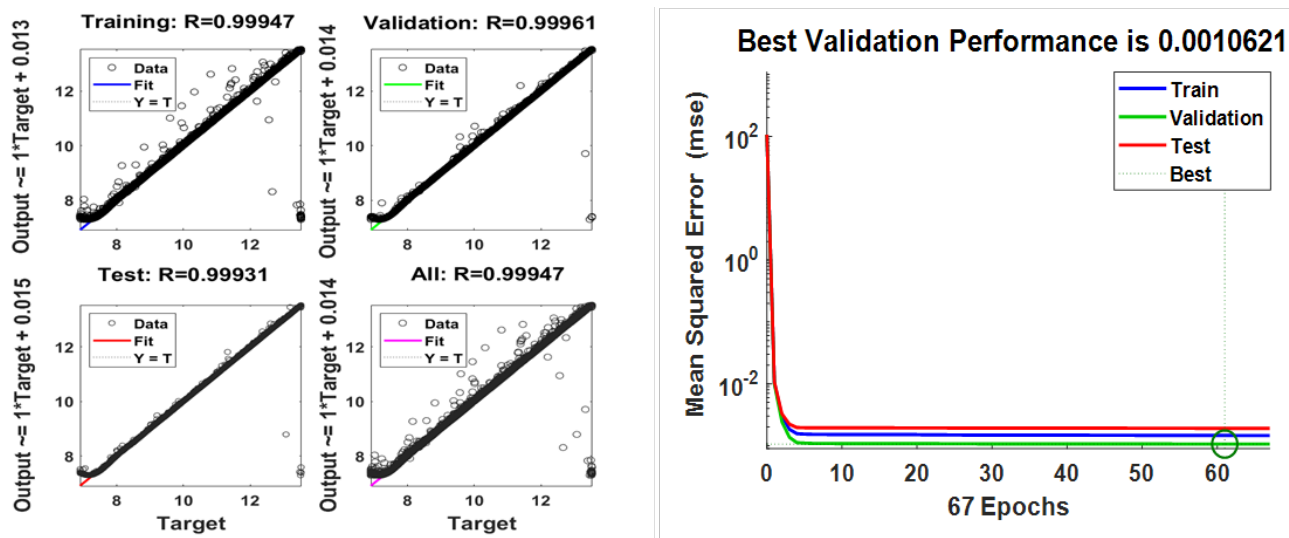 Training: R=0.99947
Output ~= 1*Target + 0.013
Data
Fit
Y = T
12
10
8
8
10
12
Validation: R=0.99961
Output ~= 1*Target + 0.014
Data
Fit
Y = T
12
10
8
8
10
12
Test: R=0.99931
Output ~= 1*Target + 0.015
Data
Fit
Y = T
12
10
8
8
10
12
Target
All: R=0.99947
Output ~= 1*Target + 0.014
Data
Fit
Y = T
12
10
8
8
10
12
Target
Best Validation Performance is 0.0010621
Mean Squared Error (mse)
Train
Validation
Test
Best
10²
10⁰
10⁻²
0
10
20
30
40
50
60
67 Epochs